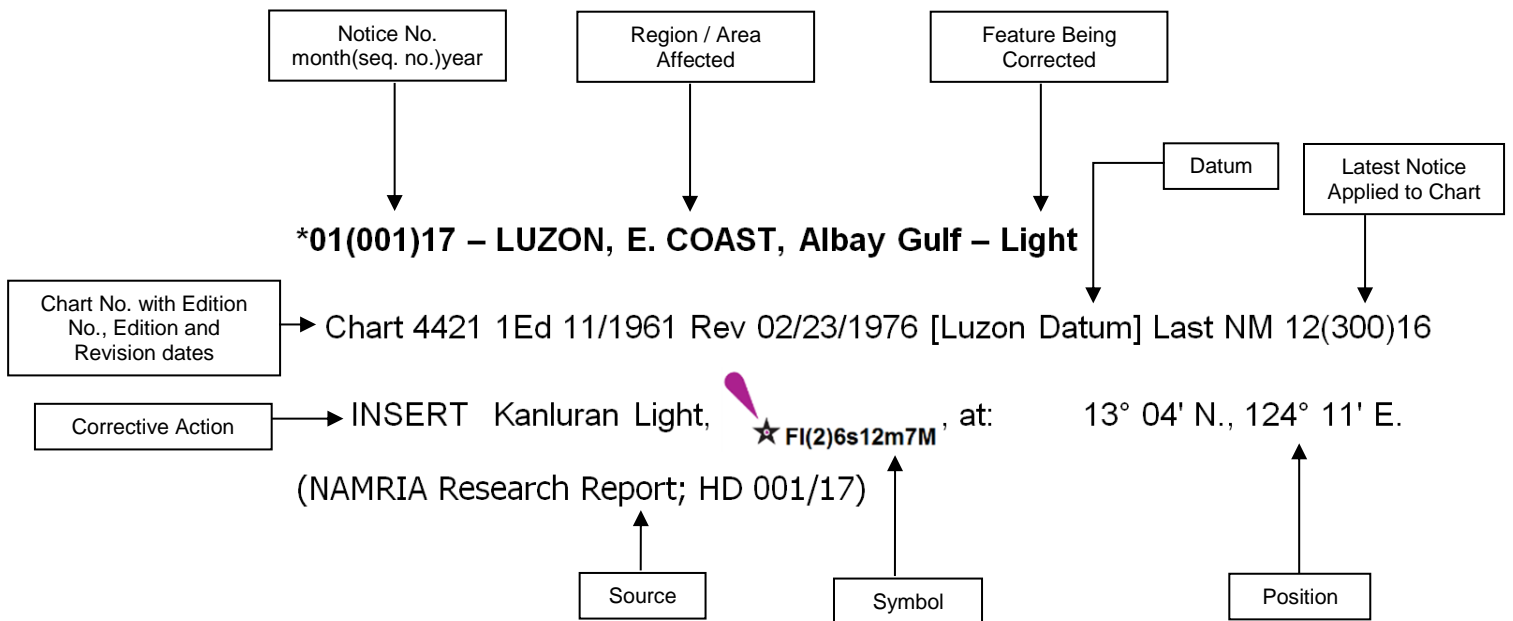 Notice No.
month(seq. no.)year
Region / Area
Affected
Feature Being
Corrected
Datum
Latest Notice
Applied to Chart
*01(001)17 – LUZON, E. COAST, Albay Gulf – Light
Chart No. with Edition
No., Edition and
Revision dates
Chart 4421 1Ed 11/1961 Rev 02/23/1976 [Luzon Datum] Last NM 12(300)16
Corrective Action
INSERT Kanluran Light, Fl(2)6s12m7M , at: 13° 04' N., 124° 11' E.
(NAMRIA Research Report; HD 001/17)
Source
Symbol
Position